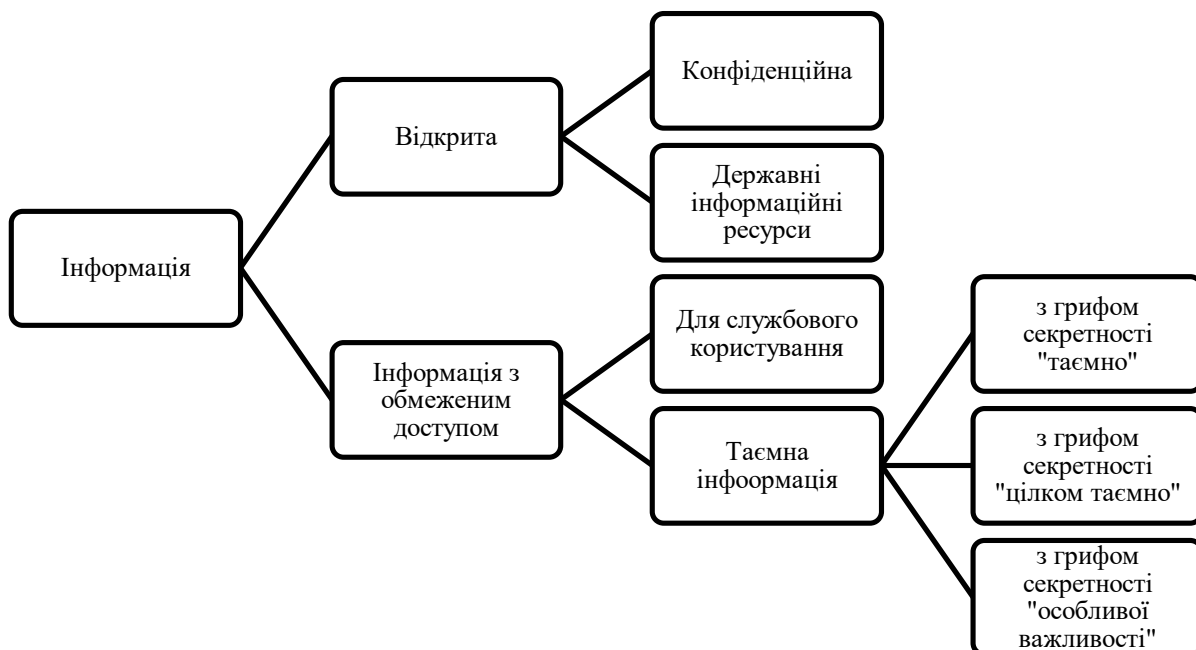 Інформація
Відкрита
Конфіденційна
Державні
інформаційні
ресурси
Інформація з
обмеженим
доступом
Для службового
користування
Таємна
інфоормація
з грифом
секретності
"таємно"
з грифом
секретності
"цілком таємно"
з грифом
секретності
"особливої
важливості"